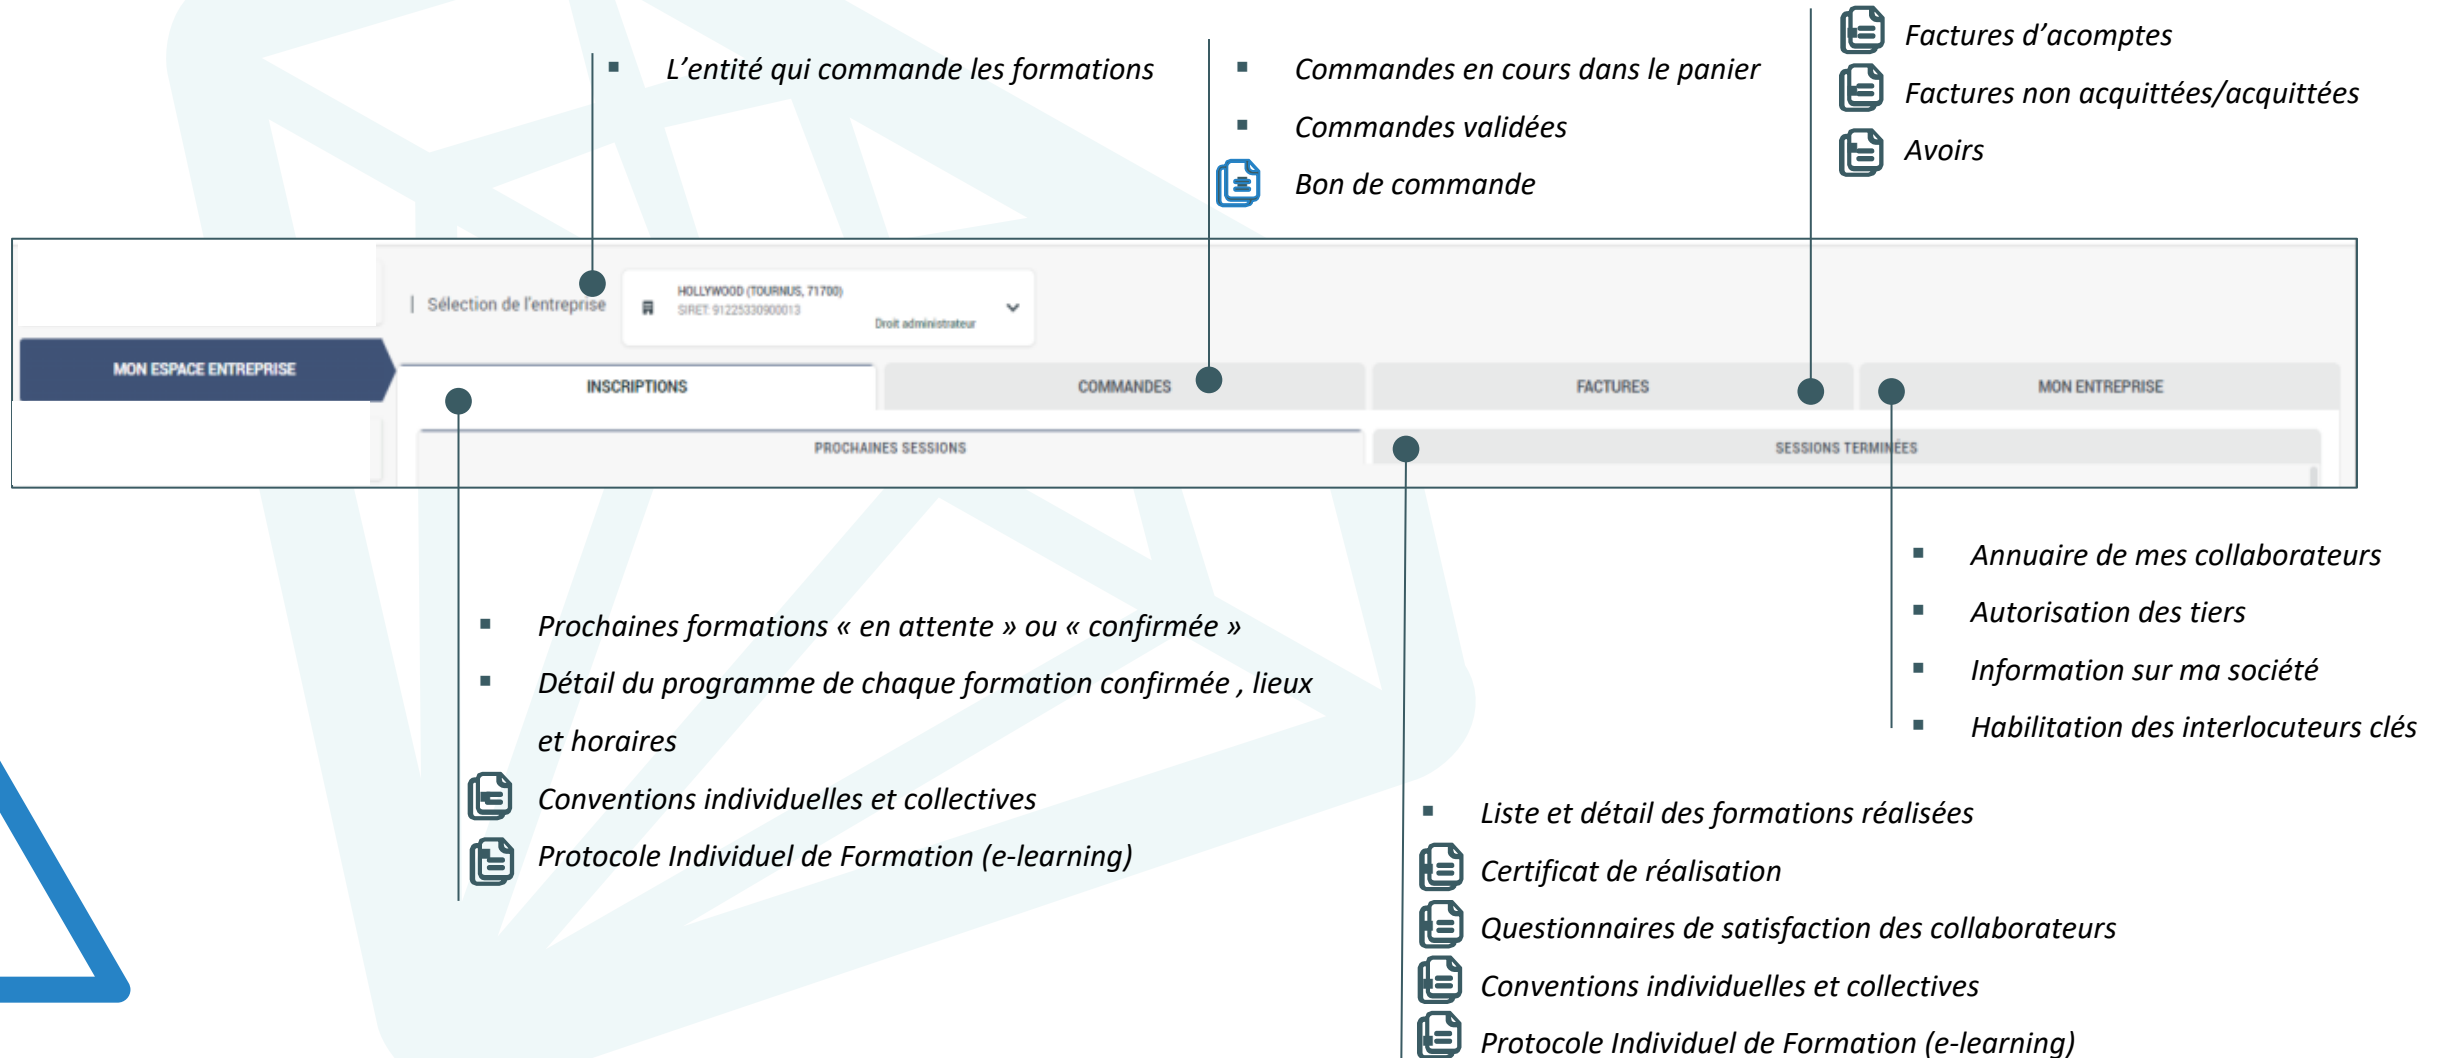 L’entité qui commande les formations
Commandes en cours dans le panier
Commandes validées
Bon de commande
Factures d’acomptes
Factures non acquittées/acquittées
Avoirs
Sélection de l'entreprise
HOLLYWOOD (TOURNUS, 71700)
SIRET: 91225330900013
Droit administrateur
MON ESPACE ENTREPRISE
INSCRIPTIONS
COMMANDES
FACTURES
MON ENTREPRISE
PROCHAINES SESSIONS
SESSIONS TERMINÉES
Prochaines formations « en attente » ou « confirmée »
Détail du programme de chaque formation confirmée , lieux
et horaires
Conventions individuelles et collectives
Protocole Individuel de Formation (e-learning)
Annuaire de mes collaborateurs
Autorisation des tiers
Information sur ma société
Habilitation des interlocuteurs clés
Liste et détail des formations réalisées
Certificat de réalisation
Questionnaires de satisfaction des collaborateurs
Conventions individuelles et collectives
Protocole Individuel de Formation (e-learning)